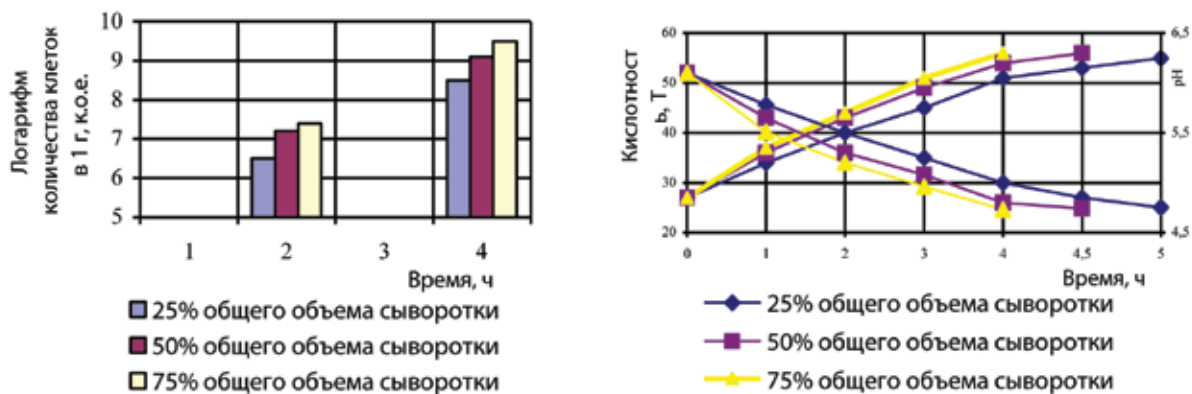 Логарифм
количества клеток
в 1 г, к.о.е.
10
9
8
7
6
5
1 2 3 4
Время, ч
25% общего объема сыворотки
50% общего объема сыворотки
75% общего объема сыворотки
Кислотност
ь, Т
60
50
40
30
20
6,5
pH
5,5
4,5
0 1 2 3 4 4,5 5
Время, ч
25% общего объема сыворотки
50% общего объема сыворотки
75% общего объема сыворотки